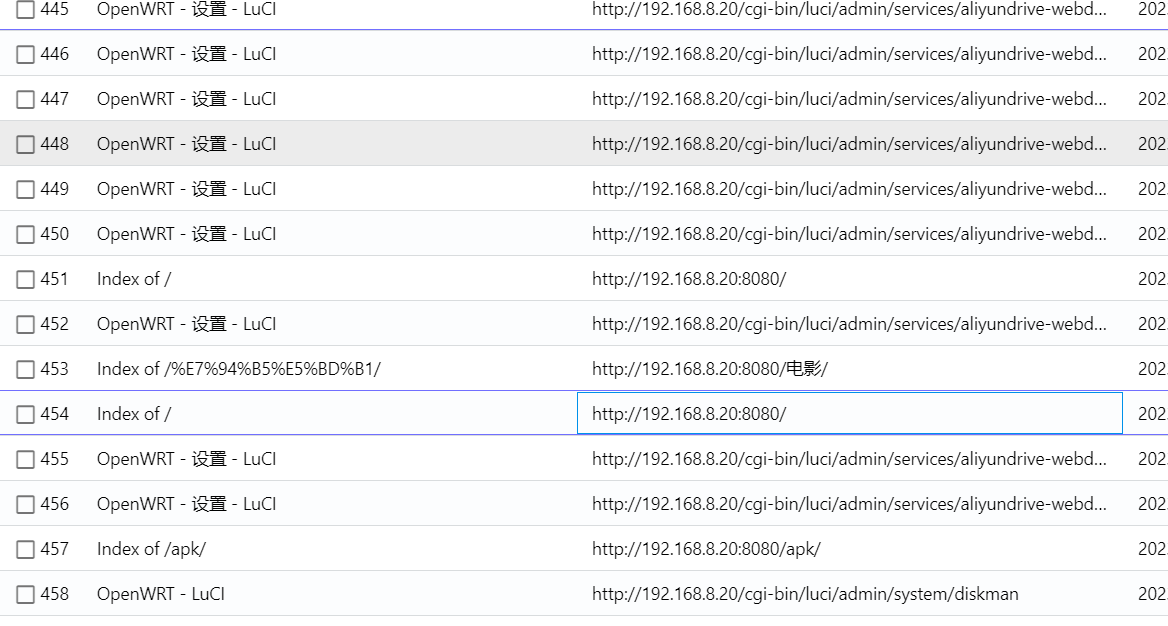 445 OpenWRT - 设置 - LuCI http://192.168.8.20/cgi-bin/luci/admin/services/aliyundrive-webd... 202
446 OpenWRT - 设置 - LuCI http://192.168.8.20/cgi-bin/luci/admin/services/aliyundrive-webd... 202
447 OpenWRT - 设置 - LuCI http://192.168.8.20/cgi-bin/luci/admin/services/aliyundrive-webd... 202
448 OpenWRT - 设置 - LuCI http://192.168.8.20/cgi-bin/luci/admin/services/aliyundrive-webd... 202
449 OpenWRT - 设置 - LuCI http://192.168.8.20/cgi-bin/luci/admin/services/aliyundrive-webd... 202
450 OpenWRT - 设置 - LuCI http://192.168.8.20/cgi-bin/luci/admin/services/aliyundrive-webd... 202
451 Index of / http://192.168.8.20:8080/ 202
452 OpenWRT - 设置 - LuCI http://192.168.8.20/cgi-bin/luci/admin/services/aliyundrive-webd... 202
453 Index of /%E7%94%B5%E5%BD%B1/ http://192.168.8.20:8080/电影/ 202
454 Index of / http://192.168.8.20:8080/ 202
455 OpenWRT - 设置 - LuCI http://192.168.8.20/cgi-bin/luci/admin/services/aliyundrive-webd... 202
456 OpenWRT - 设置 - LuCI http://192.168.8.20/cgi-bin/luci/admin/services/aliyundrive-webd... 202
457 Index of /apk/ http://192.168.8.20:8080/apk/ 202
458 OpenWRT - LuCI http://192.168.8.20/cgi-bin/luci/admin/system/diskman 202